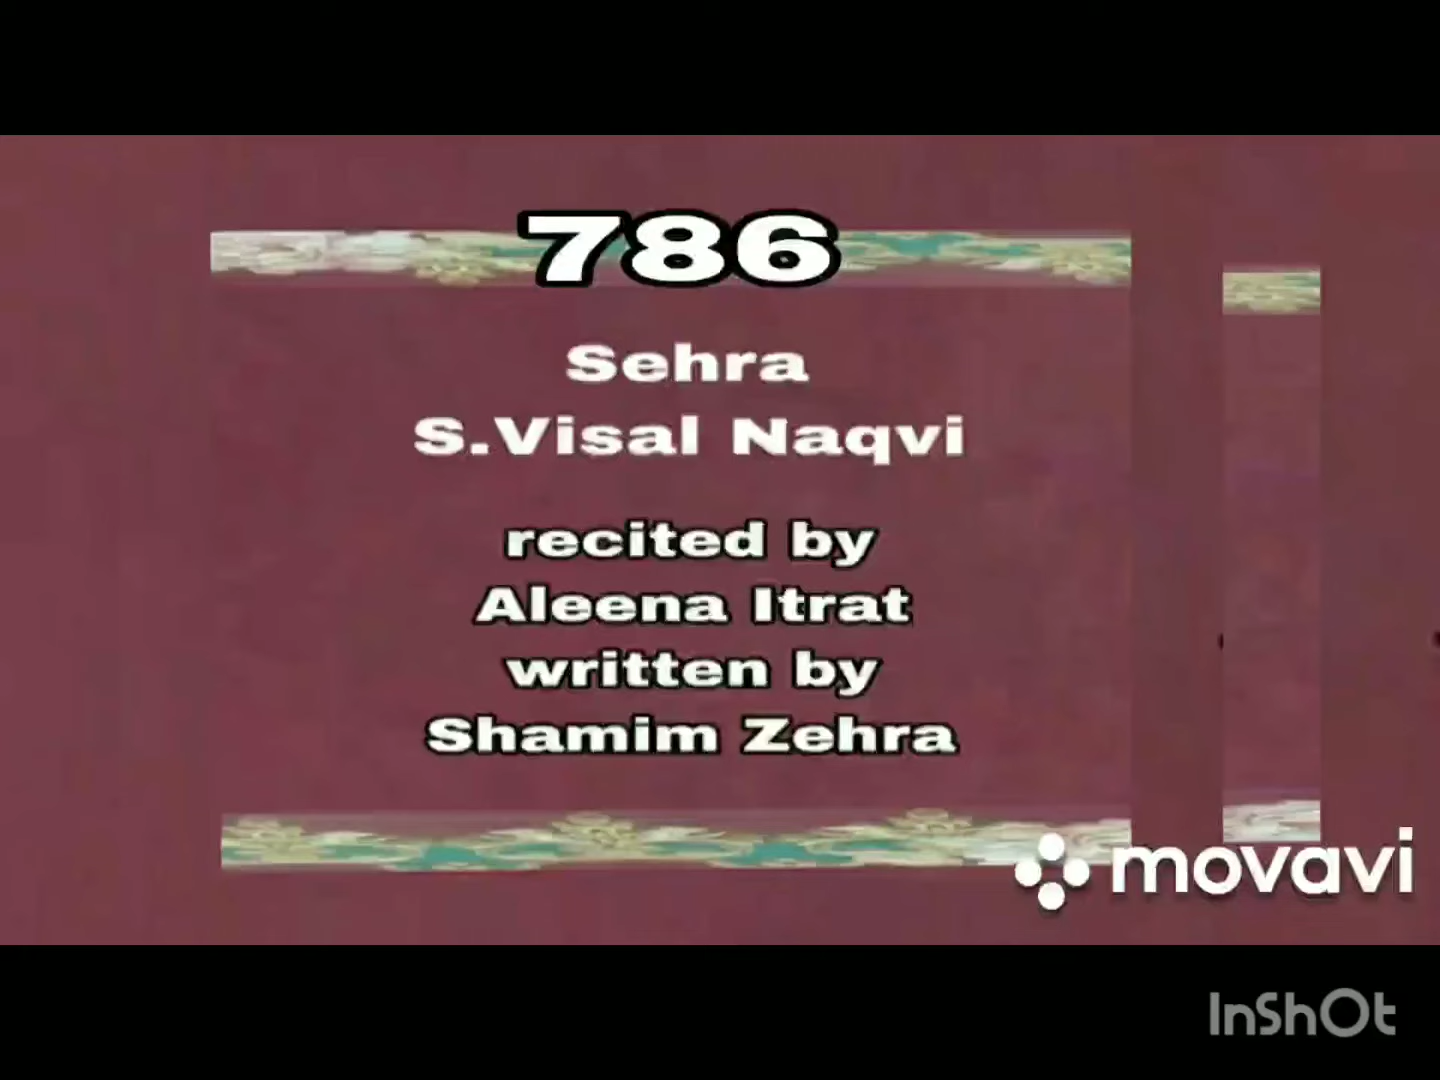 786
Sehra
S.Visal Naqvi
recited by
Aleena Itrat
written by
Shamim Zehra
movavi
InShOt